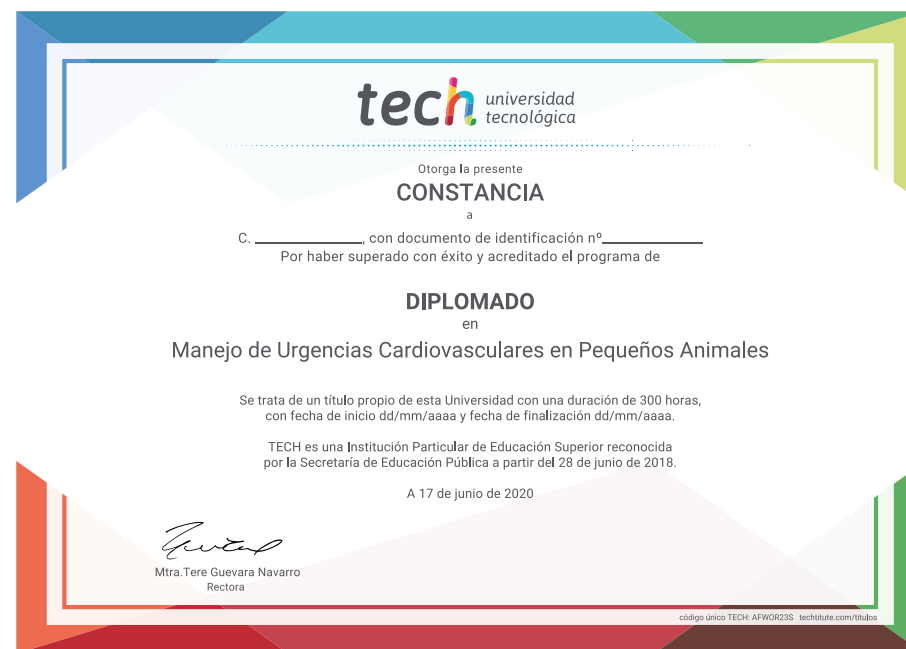 tech universidad
tecnológica
Otorga la presente
CONSTANCIA
a
C. ______________, con documento de identificación nº_____________
Por haber superado con éxito y acreditado el programa de
DIPLOMADO
en
Manejo de Urgencias Cardiovasculares en Pequeños Animales
Se trata de un título propio de esta Universidad con una duración de 300 horas,
con fecha de inicio dd/mm/aaaa y fecha de finalización dd/mm/aaaa.
TECH es una Institución Particular de Educación Superior reconocida
por la Secretaría de Educación Pública a partir del 28 de junio de 2018.
A 17 de junio de 2020
Mtra.Tere Guevara Navarro
Rectora
código único TECH: AFWOR23S techtitute.com/titulos